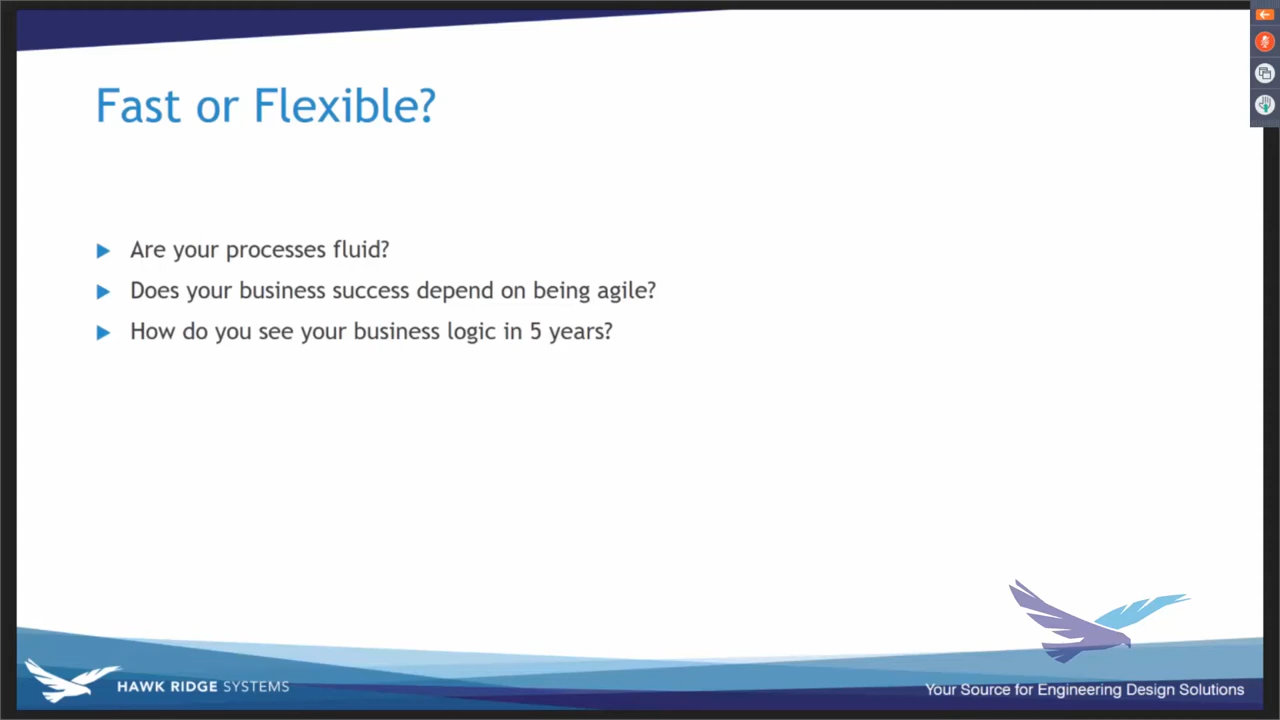 Fast or Flexible?
Are your processes fluid?
Does your business success depend on being agile?
How do you see your business logic in 5 years?
HAWK RIDGE SYSTEMS
Your Source for Engineering Design Solutions